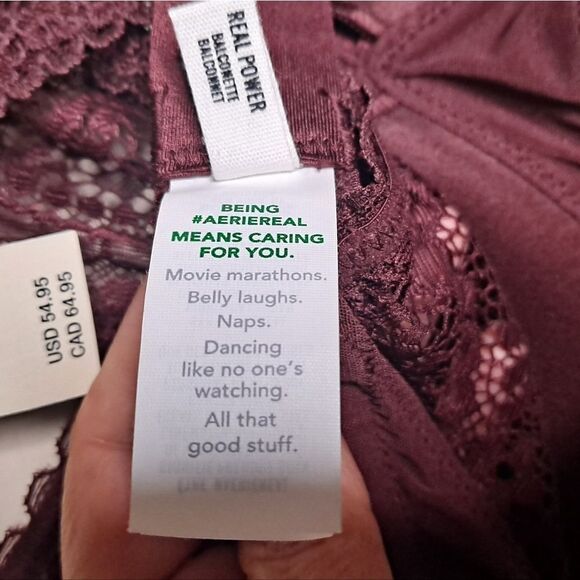 REAL POWER
BALCONETTE
BALCONNET
BEING
#AERIEREAL
MEANS CARING
FOR YOU.
Movie marathons.
Belly laughs.
Naps.
Dancing
like no one's
watching.
All that
good stuff.
USD 54.95
CAD 64.95